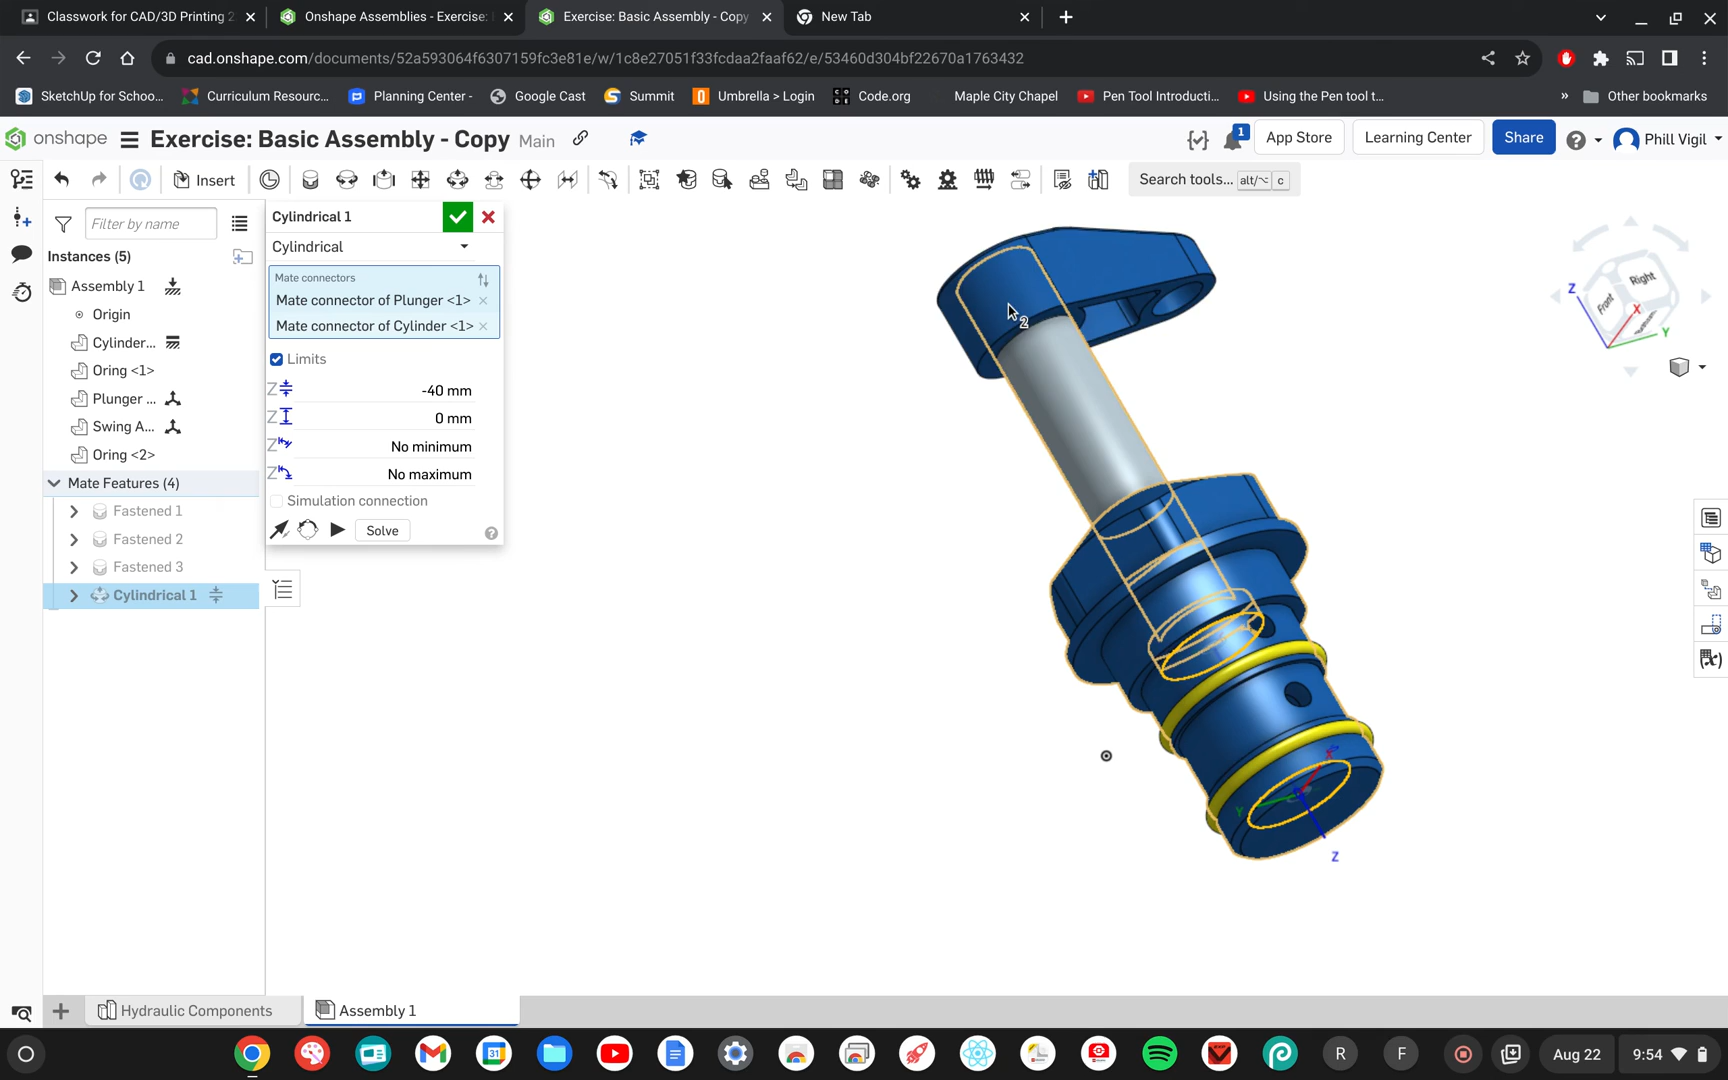 Classwork for CAD/3D Printing 2
Onshape Assemblies - Exercise:
Exercise: Basic Assembly - Copy
New Tab
cad.onshape.com/documents/52a593064f6307159fc3e81e/w/1c8e27051f33fcdaa2faaf62/e/53460d304bf22670a1763432
SketchUp for Schoo...
Curriculum Resourc...
Planning Center -
Google Cast
Summit
Umbrella > Login
Code.org
Maple City Chapel
Pen Tool Introducti...
Using the Pen tool t...
»
Other bookmarks
onshape
Exercise: Basic Assembly - Copy
Main
1
App Store
Learning Center
Share
Phill Vigil
Insert
Search tools...
alt/⌥
c
Filter by name
Instances (5)
Assembly 1
Origin
Cylinder...
Oring <1>
Plunger ...
Swing A...
Oring <2>
Mate Features (4)
Fastened 1
Fastened 2
Fastened 3
Cylindrical 1
Cylindrical 1
Cylindrical
Mate connectors
Mate connector of Plunger <1>
Mate connector of Cylinder <1>
Limits
Z -40 mm
Z 0 mm
Z No minimum
Z No maximum
Simulation connection
Solve
2
Y
X
Z
Z
Front
Right
X
Y
Hydraulic Components
Assembly 1
31
R
F
Aug 22
9:54